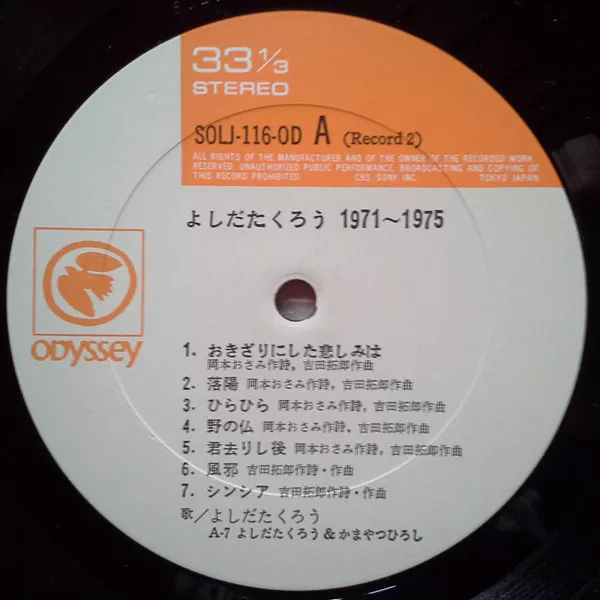 33 1/3
STEREO
SOLJ-116-OD A (Record 2)
ALL RIGHTS OF THE MANUFACTURER AND OF THE OWNER OF THE RECORDED WORK
RESERVED. UNAUTHORIZED PUBLIC PERFORMANCE, BROADCASTING AND COPYING OF
THIS RECORD PROHIBITED. CBS/SONY INC. TOKYO JAPAN.
よしだたくろう 1971〜1975
ODYSSEY
1. おきざりにした悲しみは
岡本おさみ作詩, 吉田拓郎作曲
2. 落陽 岡本おさみ作詩, 吉田拓郎作曲
3. ひらひら 岡本おさみ作詩, 吉田拓郎作曲
4. 野の仏 岡本おさみ作詩, 吉田拓郎作曲
5. 君去りし後 岡本おさみ作詩, 吉田拓郎作曲
6. 風邪 吉田拓郎作詩・作曲
7. シンシア 吉田拓郎作詩・作曲
歌/よしだたくろう
A-7 よしだたくろう&かまやつひろし